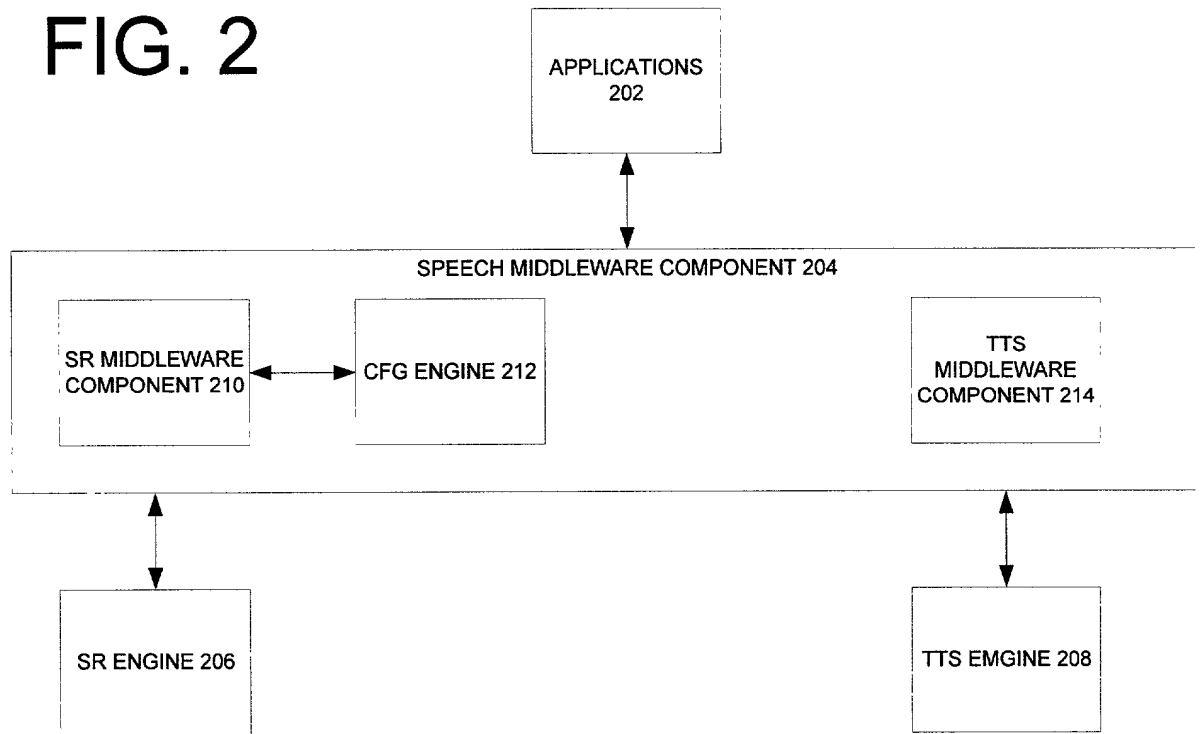 FIG. 2
APPLICATIONS
202
SPEECH MIDDLEWARE COMPONENT 204
SR MIDDLEWARE
COMPONENT 210
CFG ENGINE 212
TTS
MIDDLEWARE
COMPONENT 214
SR ENGINE 206
TTS EMGINE 208